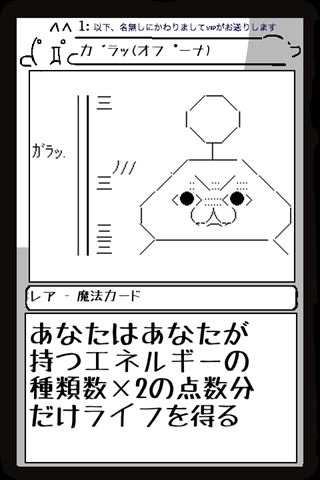 1: 以下、名無しにかわりましてVIPがお送りします
ガラッ(オプーナ)
ガラッ.
レア - 魔法カード
あなたはあなたが
持つエネルギーの
種類数×2の点数分
だけライフを得る